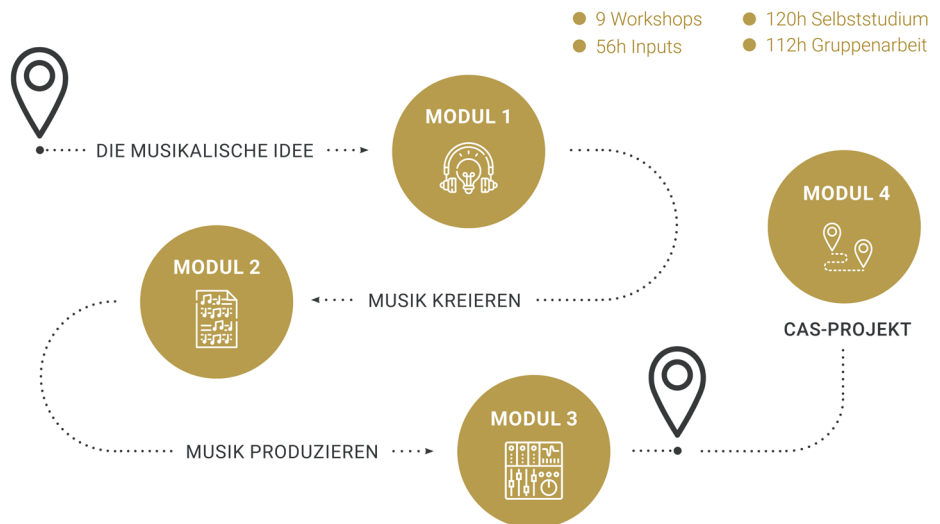 9 Workshops
120h Selbststudium
56h Inputs
112h Gruppenarbeit
MODUL 1
DIE MUSIKALISCHE IDEE
MODUL 4
MODUL 2
MUSIK KREIEREN
CAS-PROJEKT
MODUL 3
MUSIK PRODUZIEREN